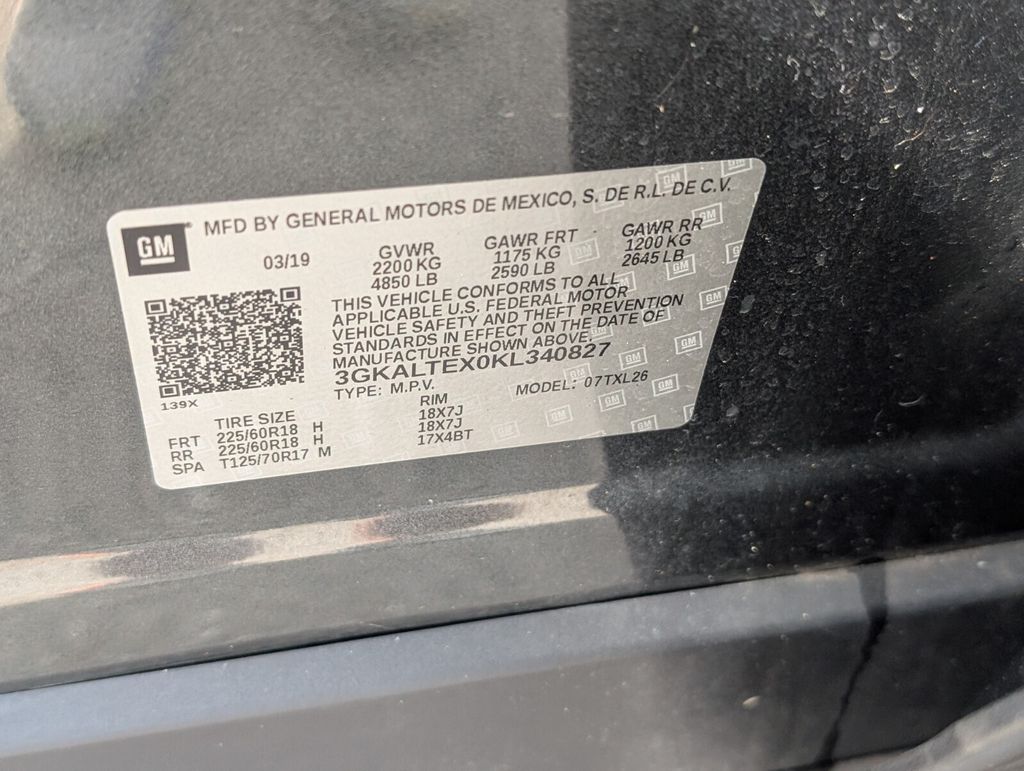 GM MFD BY GENERAL MOTORS DE MEXICO, S. DE R.L. DE C.V.
03/19 GVWR GAWR FRT GAWR RR
2200 KG 1175 KG 1200 KG
4850 LB 2590 LB 2645 LB
THIS VEHICLE CONFORMS TO ALL
APPLICABLE U.S. FEDERAL MOTOR
VEHICLE SAFETY AND THEFT PREVENTION
STANDARDS IN EFFECT ON THE DATE OF
MANUFACTURE SHOWN ABOVE.
3GKALTEX0KL340827
TYPE: M.P.V. MODEL: 07TXL26
139X
TIRE SIZE RIM
FRT 225/60R18 H 18X7J
RR 225/60R18 H 18X7J
SPA T125/70R17 M 17X4BT